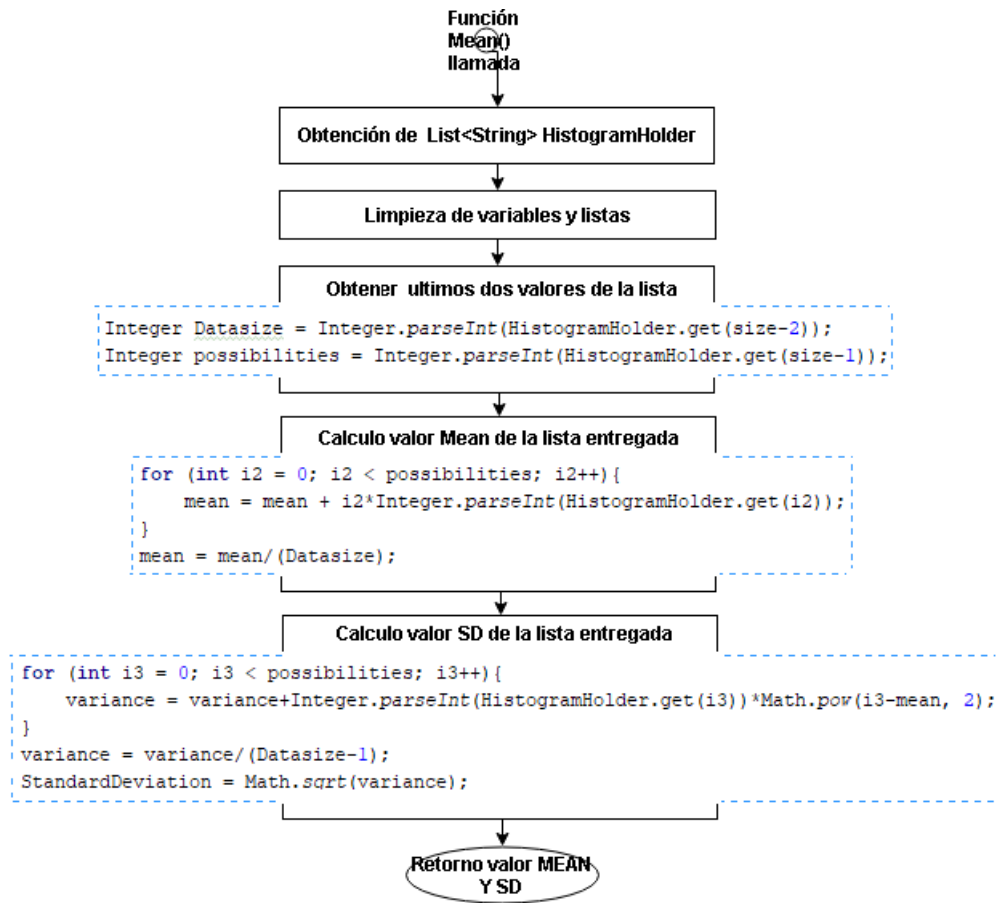 Función
Mean()
llamada
Obtención de List<String> HistogramHolder
Limpieza de variables y listas
Obtener ultimos dos valores de la lista
Integer Datasize = Integer.parseInt(HistogramHolder.get(size-2));
Integer possibilities = Integer.parseInt(HistogramHolder.get(size-1));
Calculo valor Mean de la lista entregada
for (int i2 = 0; i2 < possibilities; i2++){
mean = mean + i2*Integer.parseInt(HistogramHolder.get(i2));
}
mean = mean/(Datasize);
Calculo valor SD de la lista entregada
for (int i3 = 0; i3 < possibilities; i3++){
variance = variance+Integer.parseInt(HistogramHolder.get(i3))*Math.pow(i3-mean, 2);
}
variance = variance/(Datasize-1);
StandardDeviation = Math.sqrt(variance);
Retorno valor MEAN
Y SD